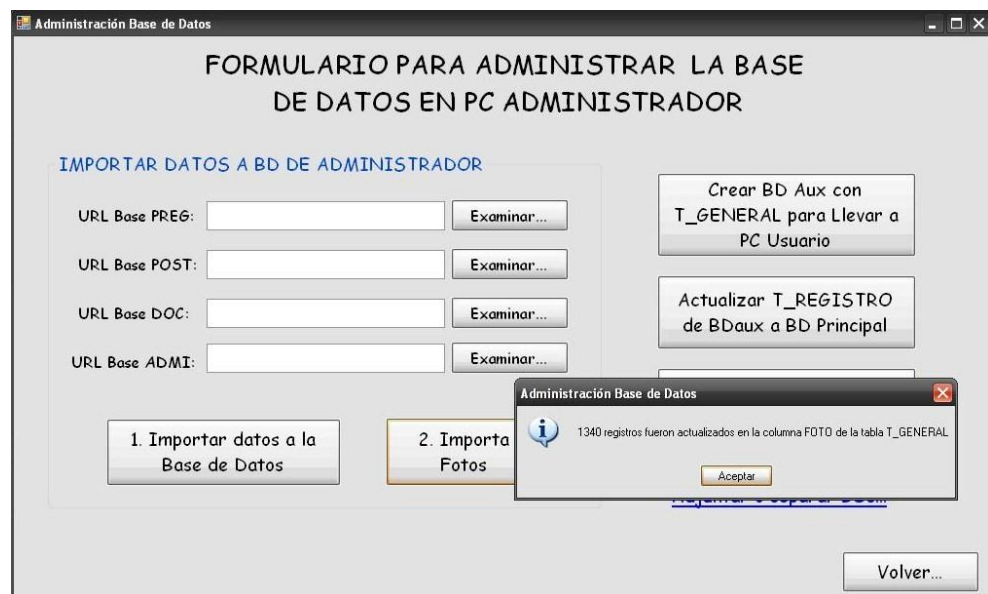 Administración Base de Datos
FORMULARIO PARA ADMINISTRAR LA BASE
DE DATOS EN PC ADMINISTRADOR
IMPORTAR DATOS A BD DE ADMINISTRADOR
URL Base PREG:
Examinar...
URL Base POST:
Examinar...
URL Base DOC:
Examinar...
URL Base ADMI:
Examinar...
1. Importar datos a la
Base de Datos
2. Importa
Fotos
Crear BD Aux con
T_GENERAL para Llevar a
PC Usuario
Actualizar T_REGISTRO
de BDaux a BD Principal
Administración Base de Datos
1340 registros fueron actualizados en la columna FOTO de la tabla T_GENERAL
Aceptar
Volver...